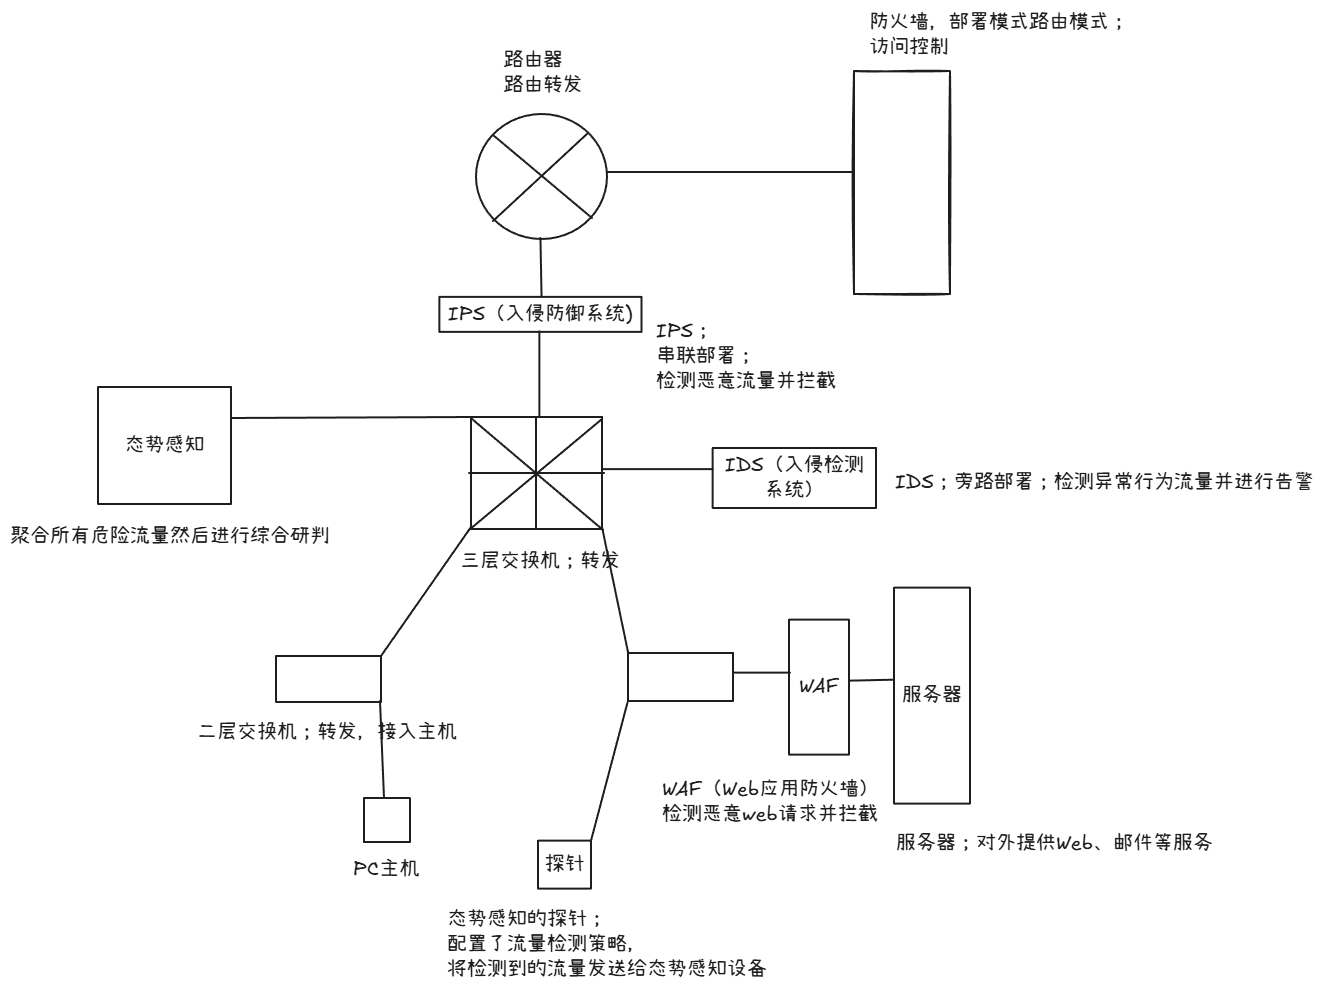 防火墙，部署模式路由模式；
访问控制
路由器
路由转发
IPS（入侵防御系统）
IPS；
串联部署；
检测恶意流量并拦截
态势感知
聚合所有危险流量然后进行综合研判
IDS（入侵检测
系统）
IDS；旁路部署；检测异常行为流量并进行告警
三层交换机；转发
二层交换机；转发，接入主机
PC主机
WAF
服务器
WAF（Web应用防火墙）
检测恶意web请求并拦截
服务器；对外提供Web、邮件等服务
探针
态势感知的探针；
配置了流量检测策略，
将检测到的流量发送给态势感知设备